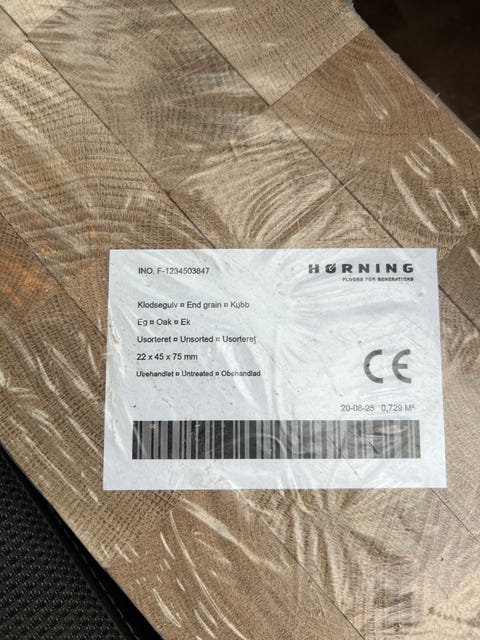 INO. F-1234503847
HØRNING
FLOORS FOR GENERATIONS
Klodsegulv ¤ End grain ¤ Kubb
Eg ¤ Oak ¤ Ek
Usorteret ¤ Unsorted ¤ Usorteret
22 x 45 x 75 mm
Ubehandlet ¤ Untreated ¤ Obehandlad
CE
20-08-25 0,729 M²